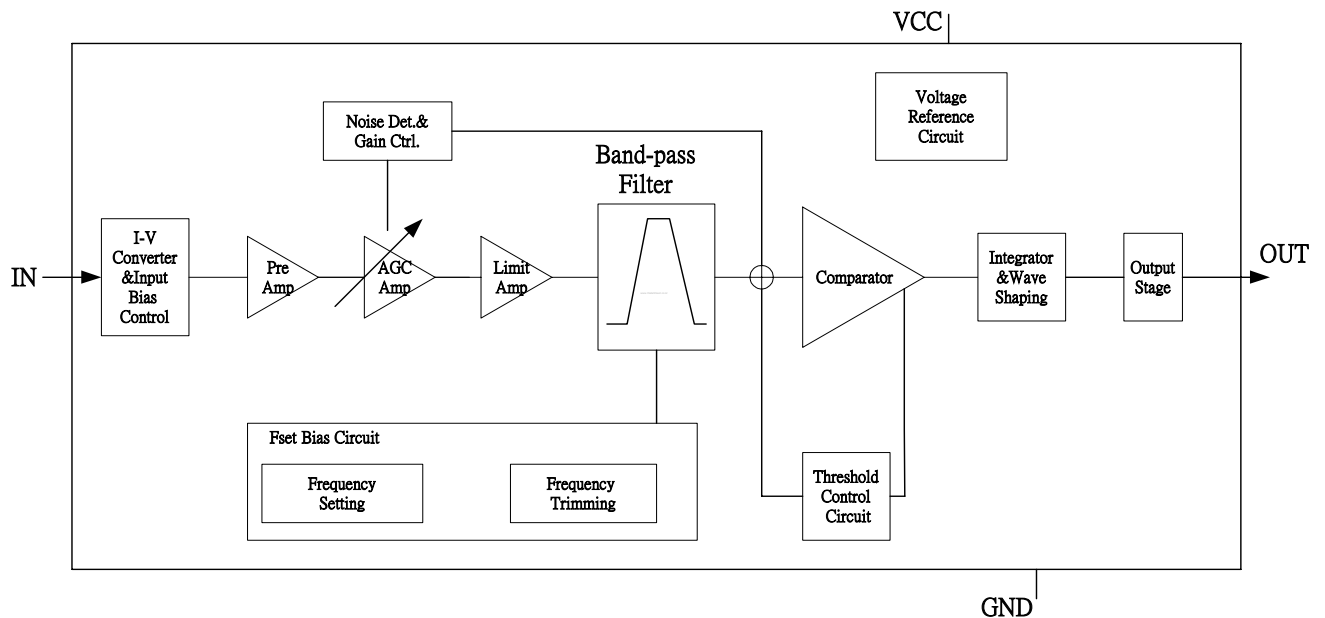 VCC
Voltage
Reference
Circuit
Noise Det.&
Gain Ctrl.
Band-pass
Filter
IN
I-V
Converter
&Input
Bias
Control
Pre
Amp
AGC
Amp
Limit
Amp
Comparator
Integrator
&Wave
Shaping
Output
Stage
OUT
Fset Bias Circuit
Frequency
Setting
Frequency
Trimming
Threshold
Control
Circuit
GND